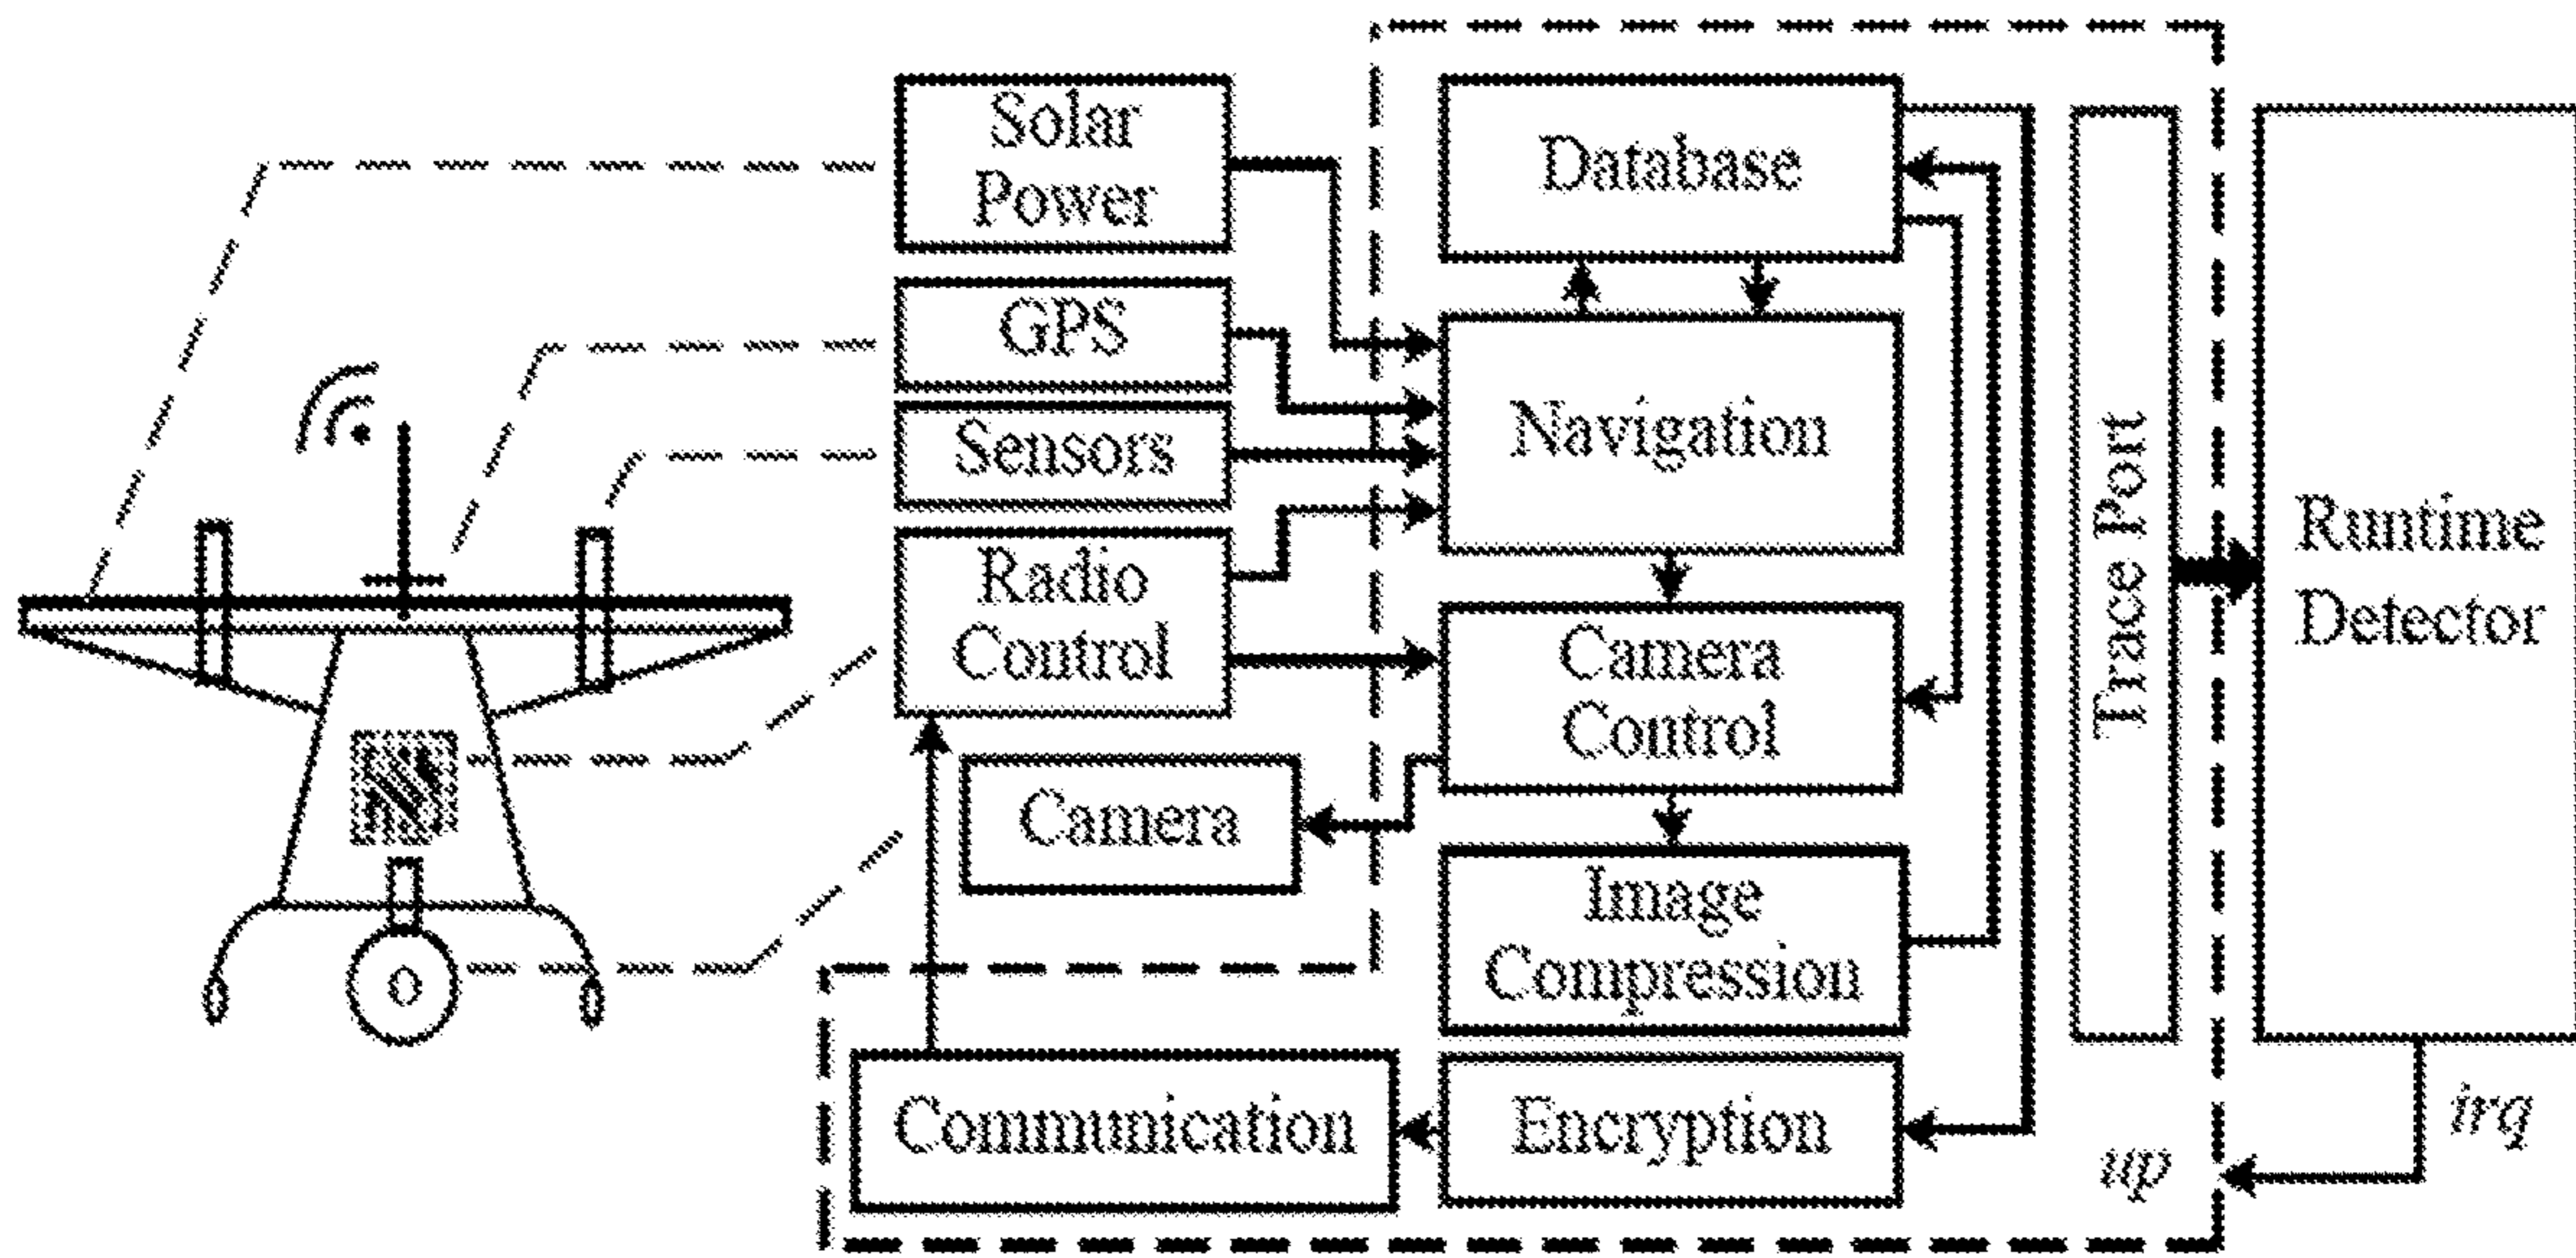 Solar
Power
GPS
Sensors
Radio
Control
Camera
Communication
Database
Navigation
Camera
Control
Image
Compression
Encryption
Trace Port
Runtime
Detector
irq
up